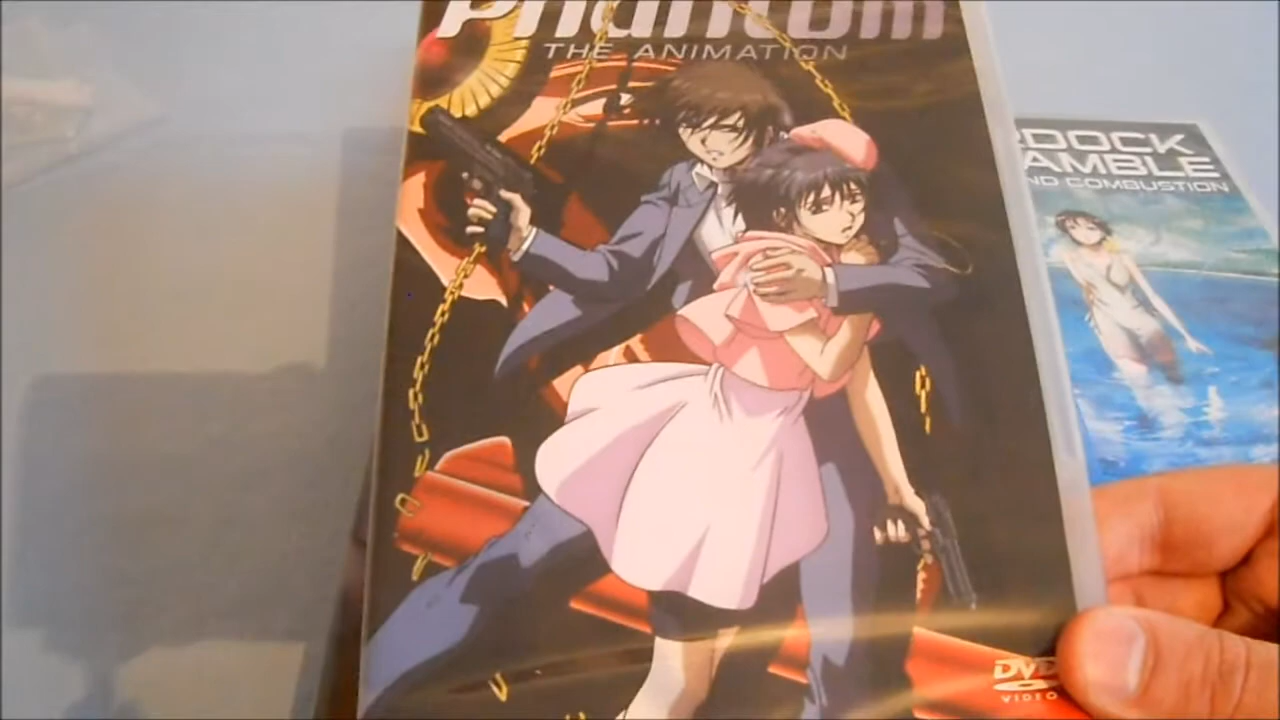 Phantom
THE ANIMATION
RDOCK
AMBLE
ND COMBUSTION
DVD
VIDEO